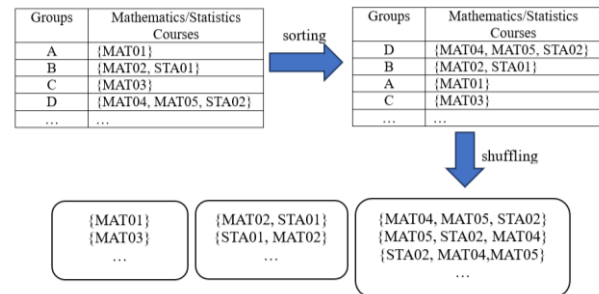 Groups Mathematics/Statistics Courses
A {MAT01}
B {MAT02, STA01}
C {MAT03}
D {MAT04, MAT05, STA02}
... ...
sorting
Groups Mathematics/Statistics Courses
D {MAT04, MAT05, STA02}
B {MAT02, STA01}
A {MAT01}
C {MAT03}
... ...
shuffling
{MAT01}
{MAT03}
...
{MAT02, STA01}
{STA01, MAT02}
...
{MAT04, MAT05, STA02}
{MAT05, STA02, MAT04}
{STA02, MAT04,MAT05}
...